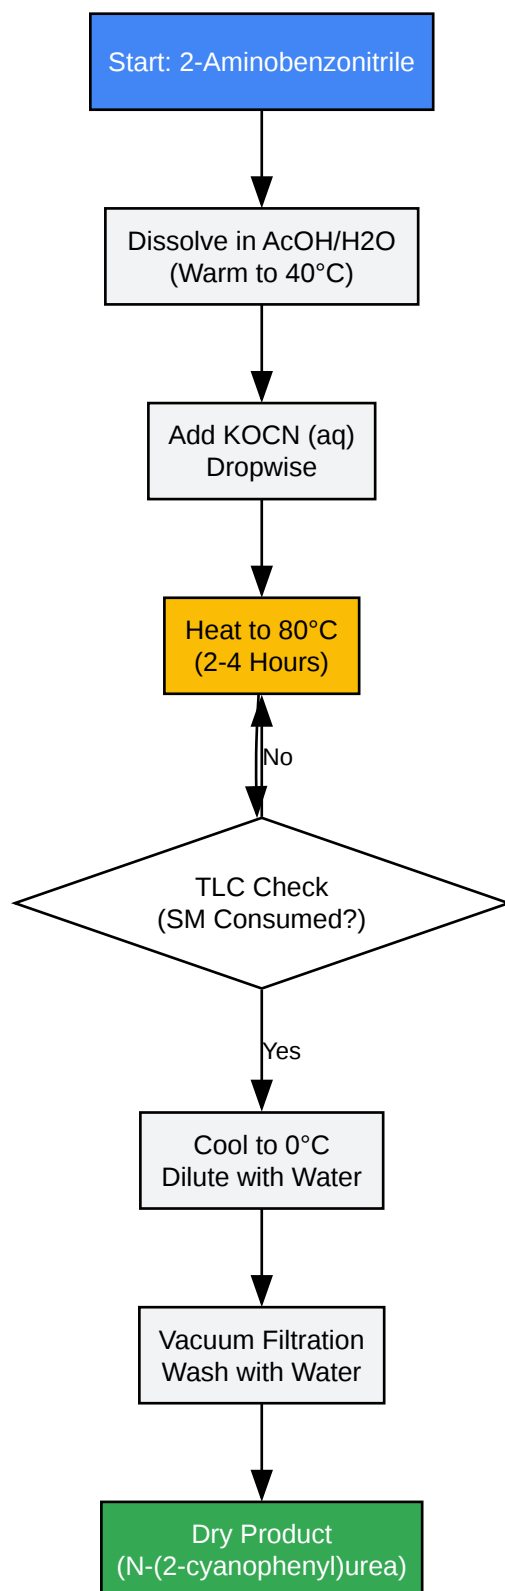 Start: 2-Aminobenzonitrile
Dissolve in AcOH/H2O
(Warm to 40°C)
Add KOCN (aq)
Dropwise
Heat to 80°C
(2-4 Hours)
No
TLC Check
(SM Consumed?)
Yes
Cool to 0°C
Dilute with Water
Vacuum Filtration
Wash with Water
Dry Product
(N-(2-cyanophenyl)urea)